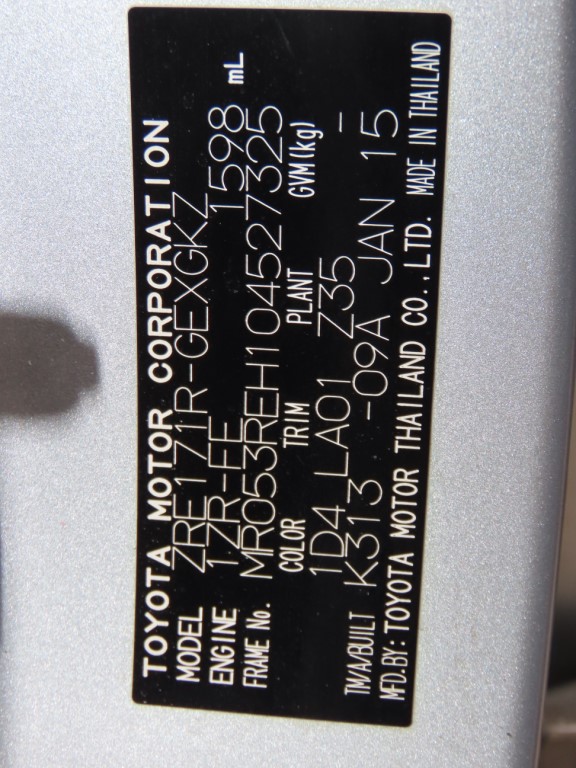 TOYOTA MOTOR CORPORATION
MODEL ZRE171R-GEXGKZ
ENGINE 1ZR-FE 1598 mL
FRAME No. MR053REH104527325
COLOR TRIM PLANT GVM(kg)
1D4 LA01 Z35 —
TM/A/BUILT K313 -09A JAN 15
MFD.BY: TOYOTA MOTOR THAILAND CO.,LTD. MADE IN THAILAND